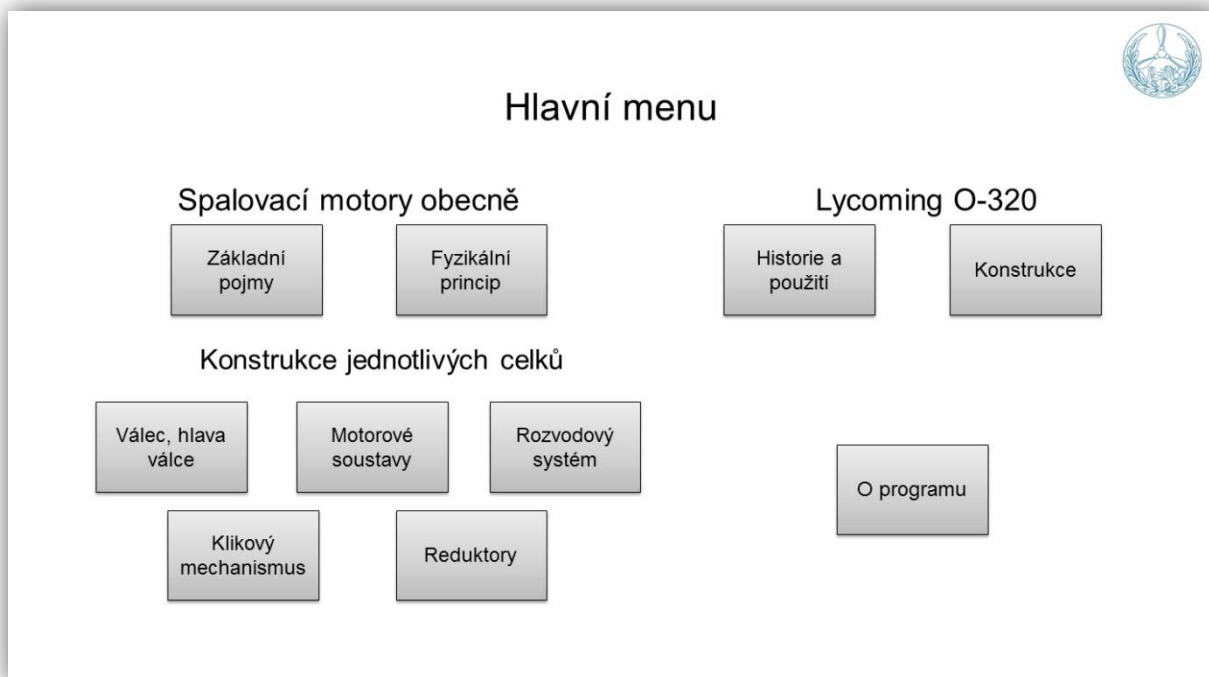 Hlavní menu
Spalovací motory obecně
Základní
pojmy
Fyzikální
princip
Konstrukce jednotlivých celků
Válec, hlava
válce
Motorové
soustavy
Rozvodový
systém
Klikový
mechanismus
Reduktory
Lycoming O-320
Historie a
použití
Konstrukce
O programu